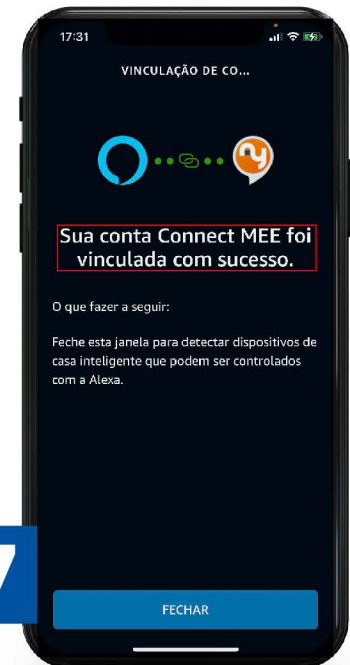 17:31
VINCULAÇÃO DE CO...
Sua conta Connect MEE foi
vinculada com sucesso.
O que fazer a seguir:
Feche esta janela para detectar dispositivos de
casa inteligente que podem ser controlados
com a Alexa.
7
FECHAR